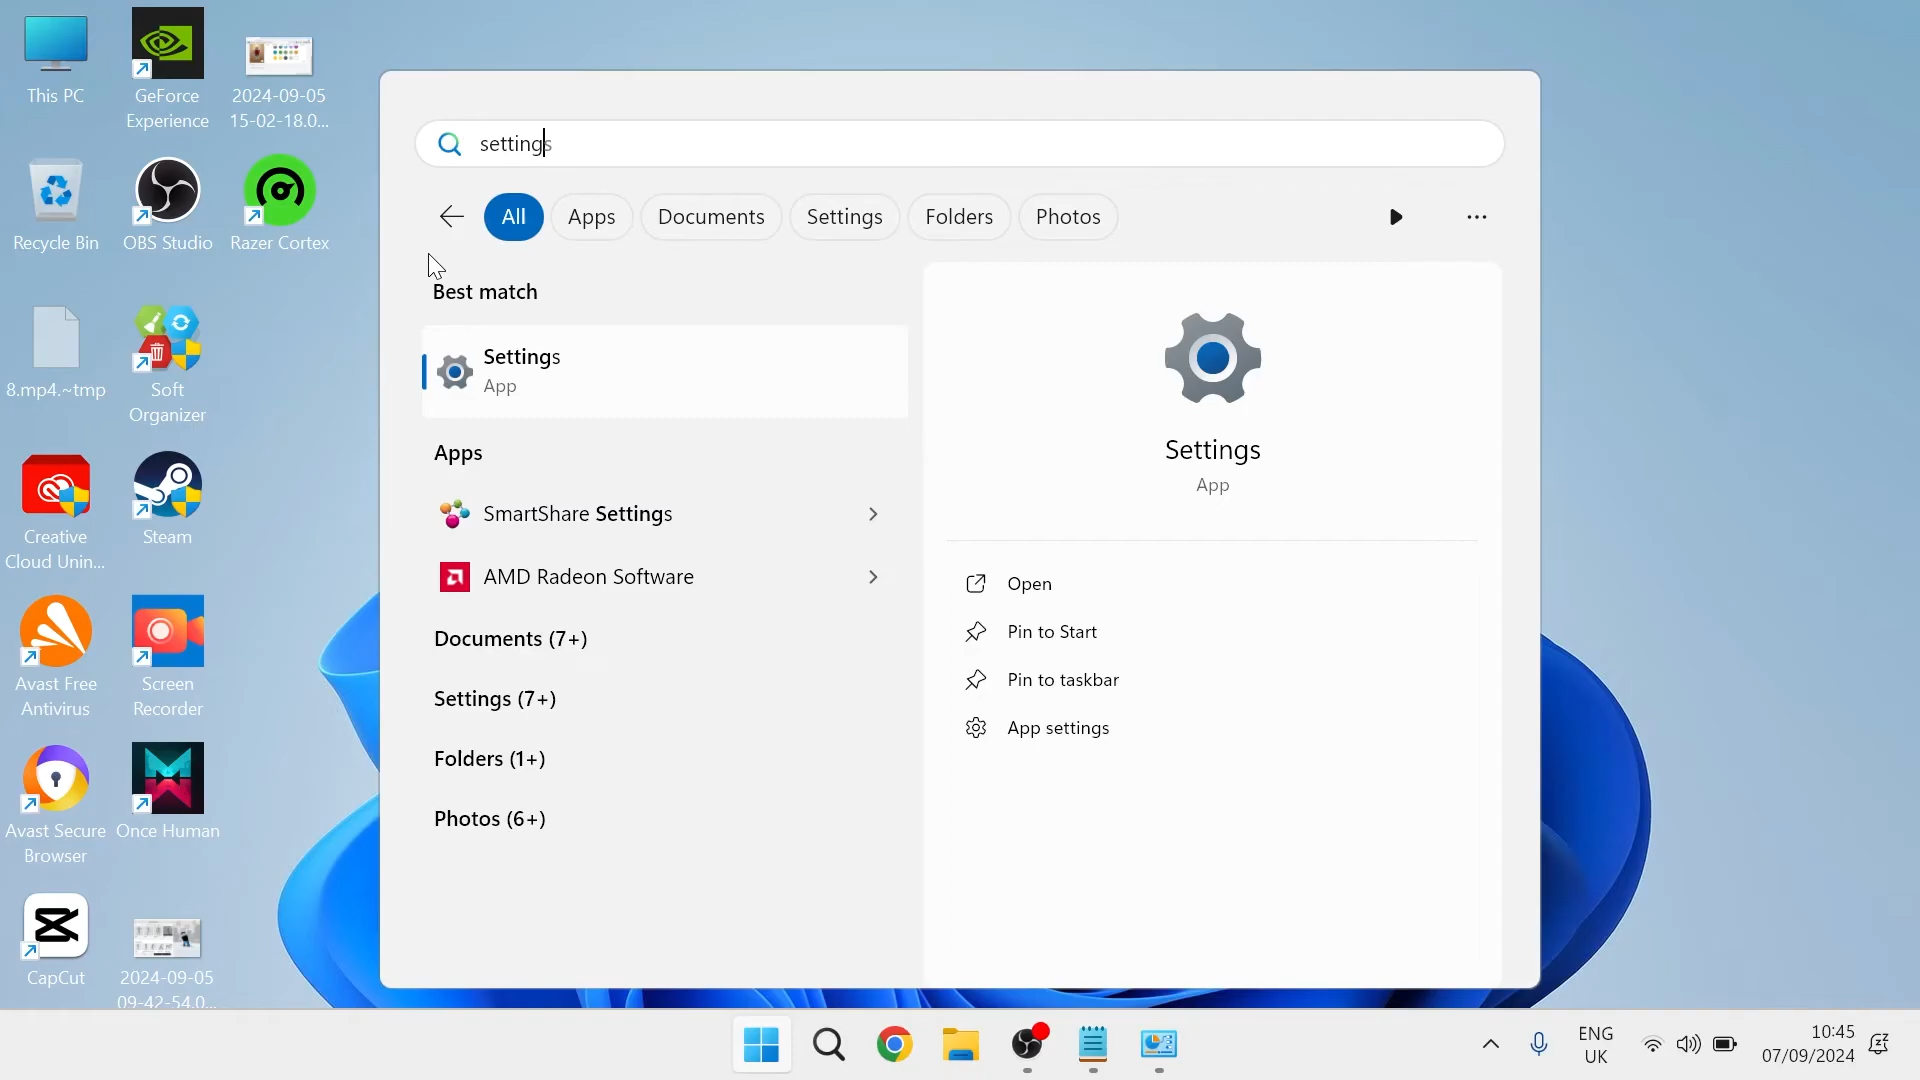 This PC
GeForce
Experience
2024-09-05
15-02-18.0...
Recycle Bin
OBS Studio
Razer Cortex
8.mp4.~tmp
Soft
Organizer
Creative
Cloud Unin...
Steam
Avast Free
Antivirus
Screen
Recorder
Avast Secure
Browser
Once Human
CapCut
2024-09-05
09-42-54.0...
settings
All
Apps
Documents
Settings
Folders
Photos
Best match
Settings
App
Apps
SmartShare Settings
AMD Radeon Software
Documents (7+)
Settings (7+)
Folders (1+)
Photos (6+)
Settings
App
Open
Pin to Start
Pin to taskbar
App settings
ENG
UK
10:45
07/09/2024